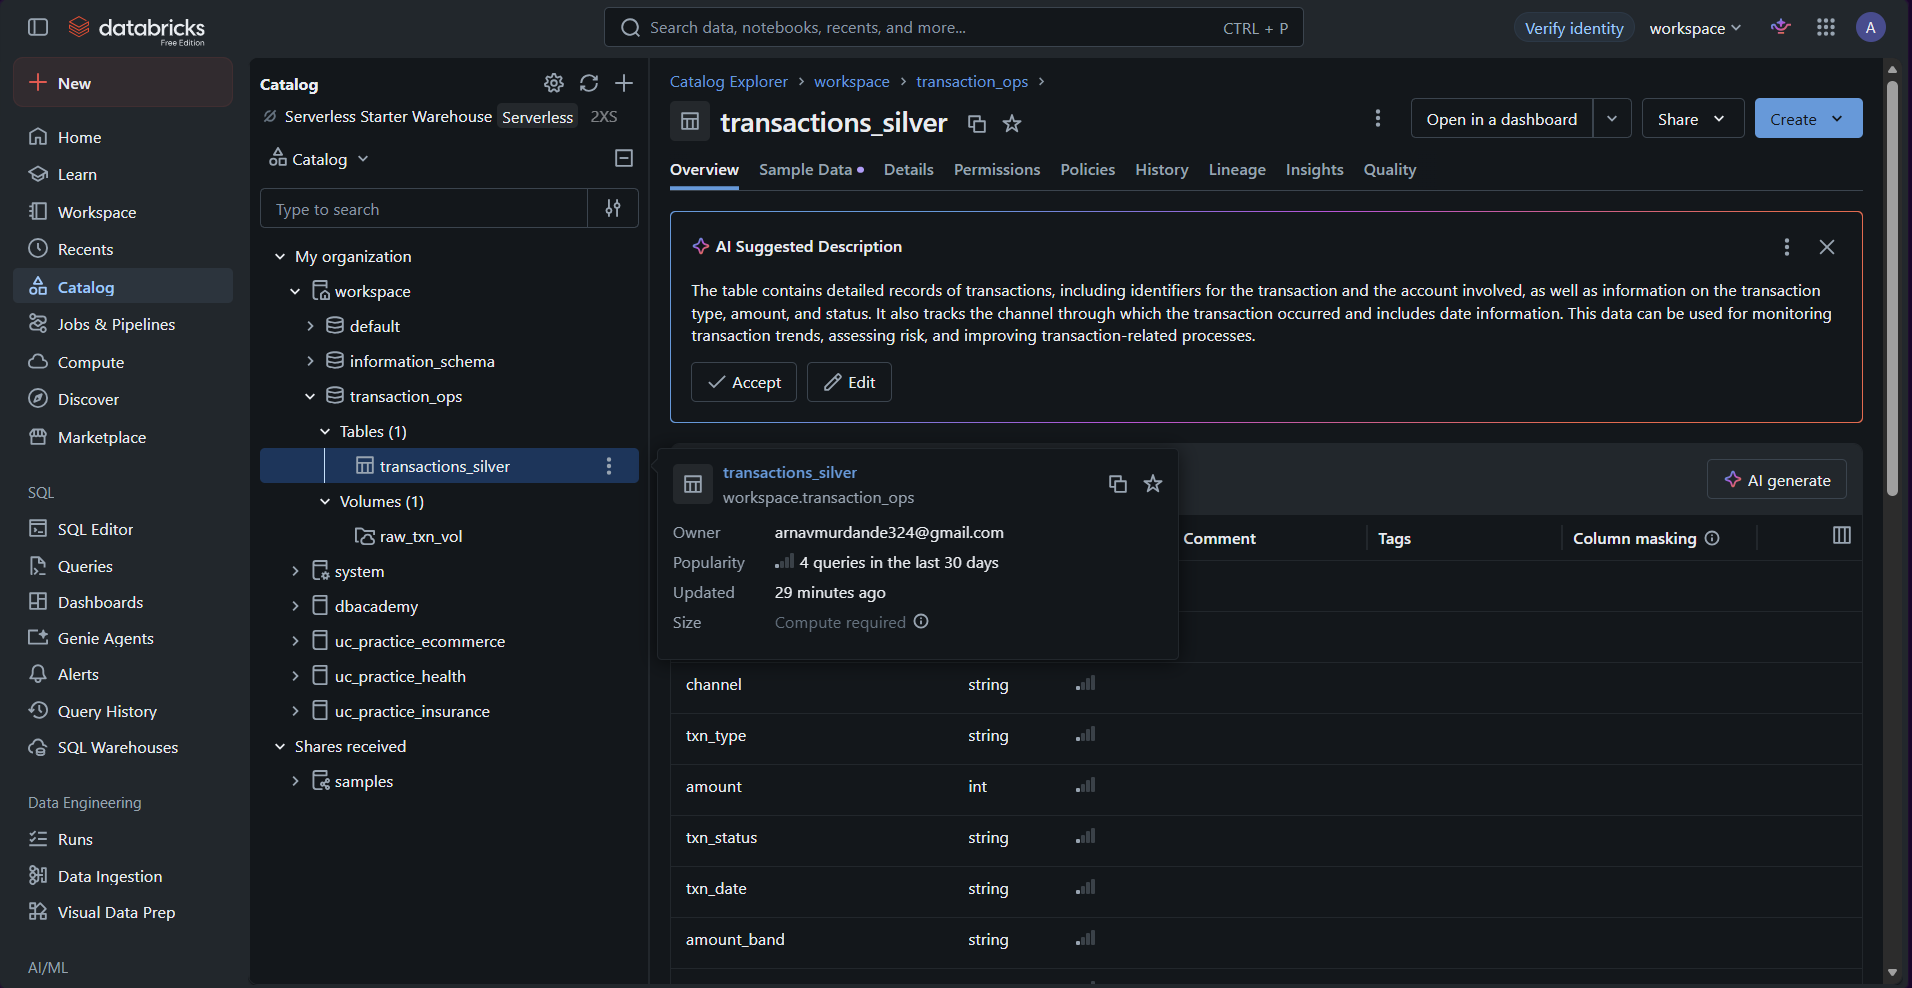 databricks
Free Edition
Search data, notebooks, recents, and more...
CTRL + P
Verify identity
workspace
A
New
Home
Learn
Workspace
Recents
Catalog
Jobs & Pipelines
Compute
Discover
Marketplace
SQL
SQL Editor
Queries
Dashboards
Genie Agents
Alerts
Query History
SQL Warehouses
Data Engineering
Runs
Data Ingestion
Visual Data Prep
AI/ML
Catalog
Serverless Starter Warehouse Serverless 2XS
Catalog
Type to search
My organization
workspace
default
information_schema
transaction_ops
Tables (1)
transactions_silver
Volumes (1)
raw_txn_vol
system
dbacademy
uc_practice_ecommerce
uc_practice_health
uc_practice_insurance
Shares received
samples
Catalog Explorer > workspace > transaction_ops >
transactions_silver
Open in a dashboard
Share
Create
Overview Sample Data Details Permissions Policies History Lineage Insights Quality
AI Suggested Description
The table contains detailed records of transactions, including identifiers for the transaction and the account involved, as well as information on the transaction
type, amount, and status. It also tracks the channel through which the transaction occurred and includes date information. This data can be used for monitoring
transaction trends, assessing risk, and improving transaction-related processes.
Accept
Edit
transactions_silver
workspace.transaction_ops
Owner arnavmurdande324@gmail.com
Popularity 4 queries in the last 30 days
Updated 29 minutes ago
Size Compute required
AI generate
Comment Tags Column masking
channel string
txn_type string
amount int
txn_status string
txn_date string
amount_band string